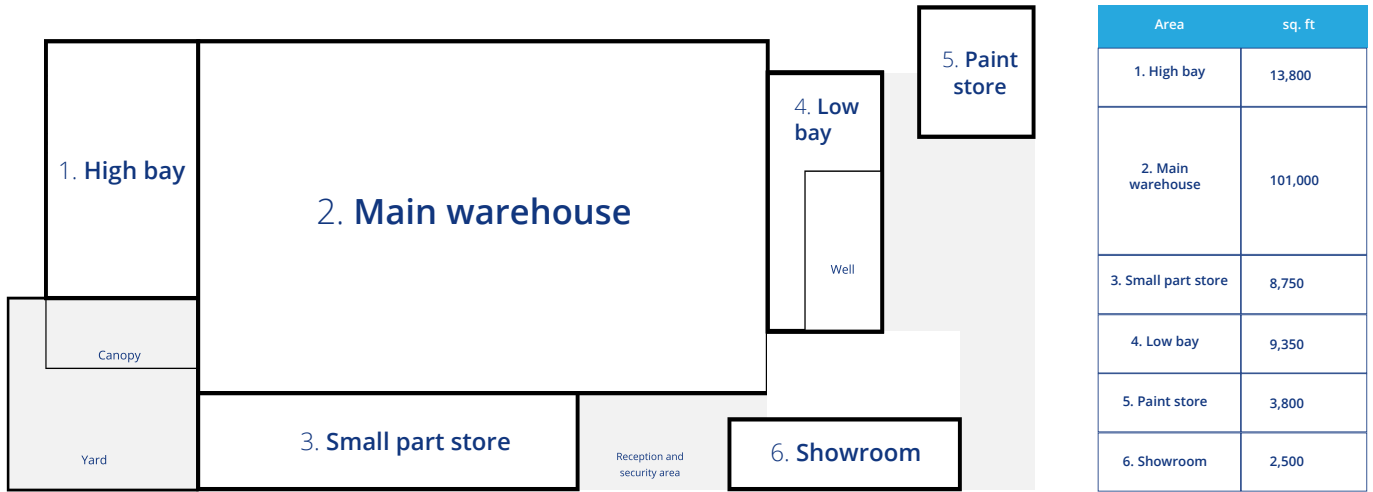 1. High bay
2. Main warehouse
3. Small part store
4. Low
bay
5. Paint
store
6. Showroom
Well
Canopy
Yard
Reception and
security area
Area sq. ft
1. High bay 13,800
2. Main
warehouse 101,000
3. Small part store 8,750
4. Low bay 9,350
5. Paint store 3,800
6. Showroom 2,500